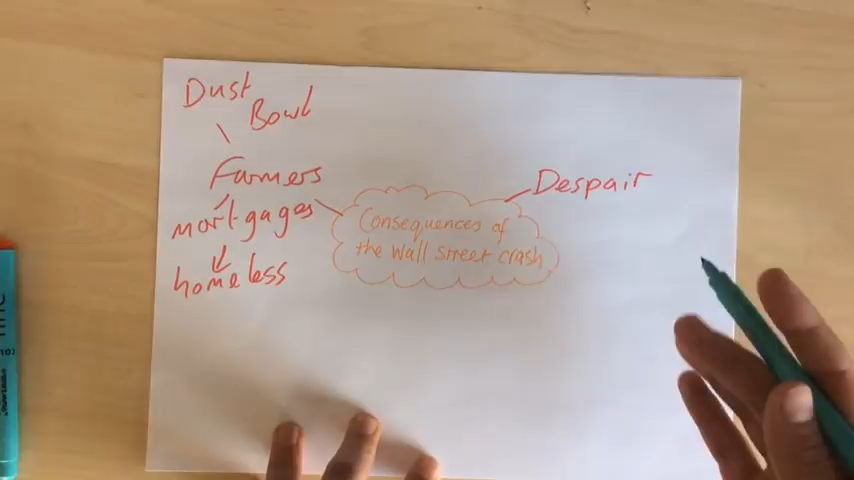 Dust
Bowl
Farmers
mortgages
homeless
Consequences of
the Wall Street crash
Despair